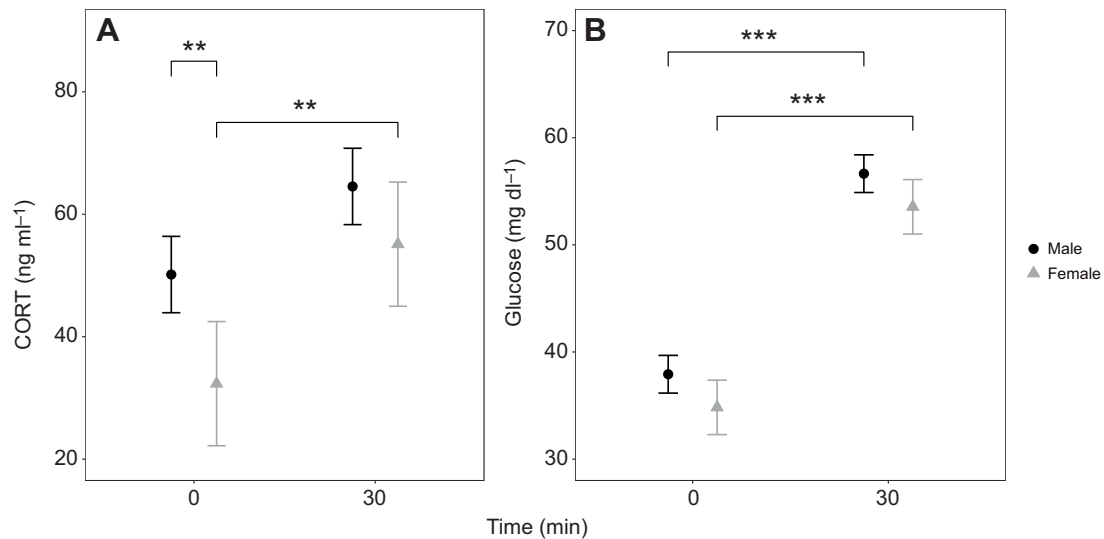 A
B
**
**
***
***
80
60
40
20
CORT (ng ml⁻¹)
0
30
70
60
50
40
30
Glucose (mg dl⁻¹)
0
30
Time (min)
Male
Female